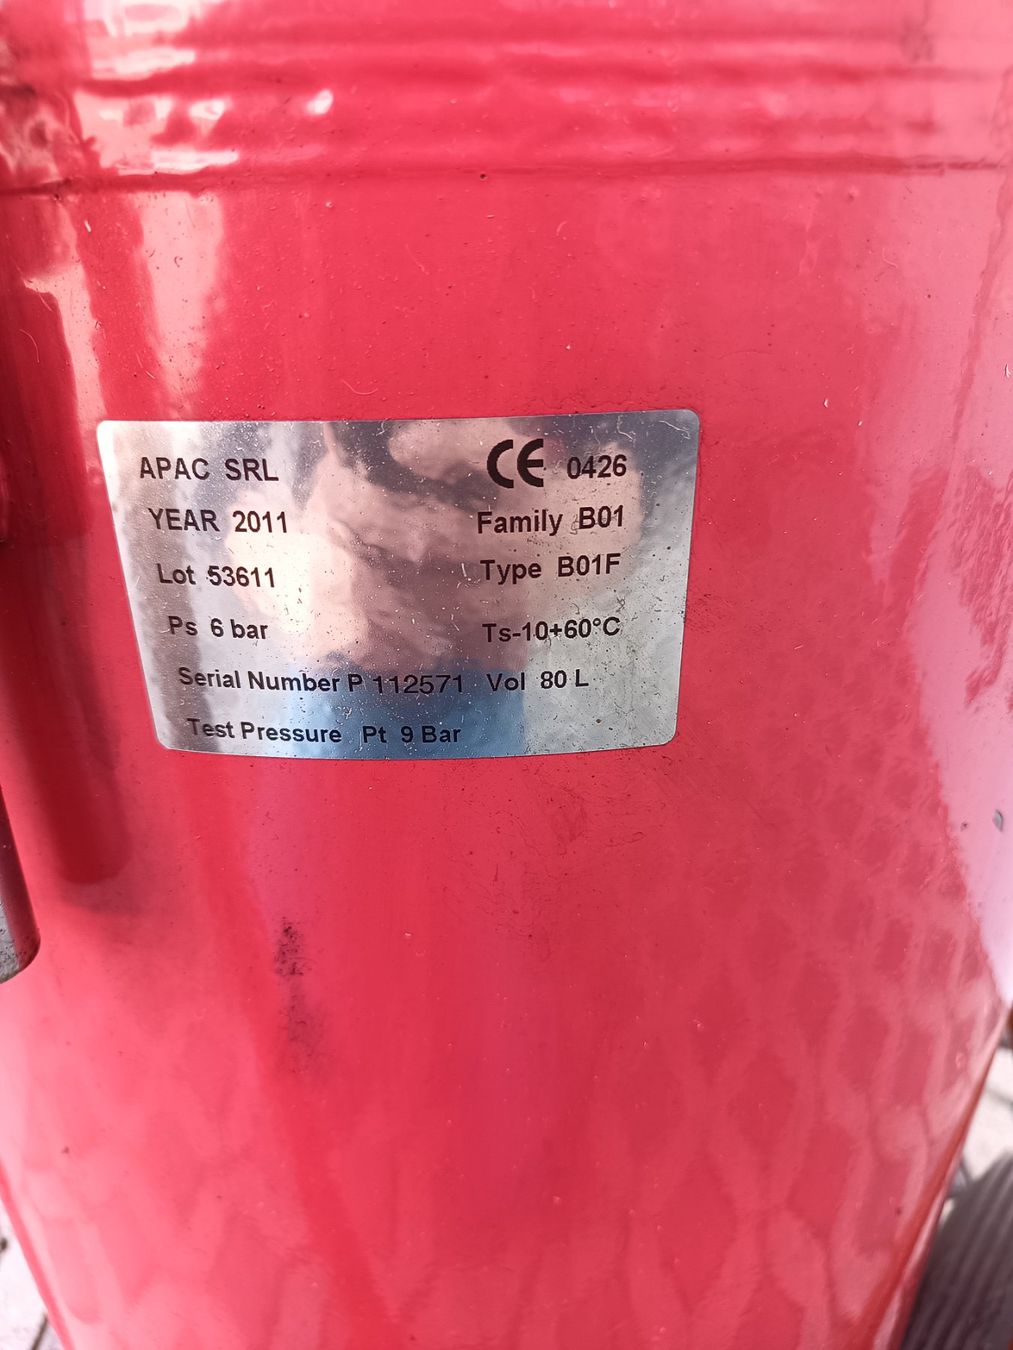 APAC SRL CE 0426
YEAR 2011 Family B01
Lot 53611 Type B01F
Ps 6 bar Ts-10+60°C
Serial Number P 112571 Vol 80 L
Test Pressure Pt 9 Bar